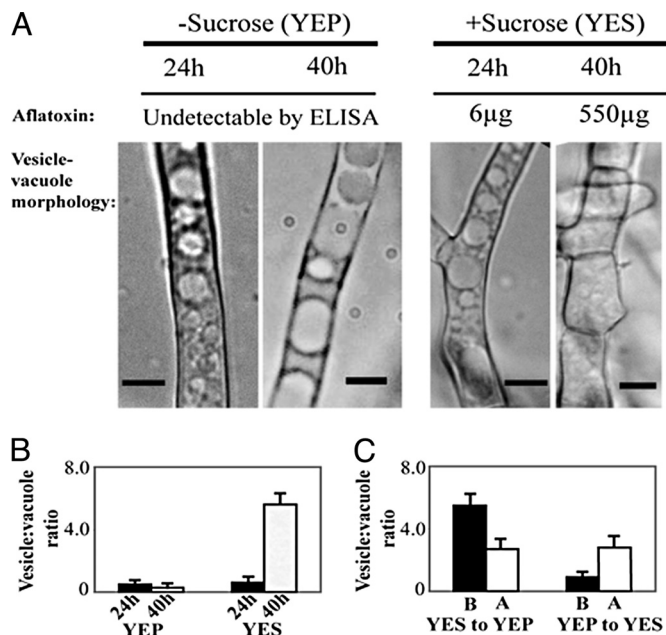 A
-Sucrose (YEP) +Sucrose (YES)
24h 40h 24h 40h
Aflatoxin: Undetectable by ELISA 6µg 550µg
Vesicle-
vacuole
morphology:
B
Vesicle:vacuole
ratio
8.0
4.0
0
24h 40h 24h 40h
YEP YES
C
Vesicle:vacuole
ratio
8.0
4.0
0
B A B A
YES to YEP YEP to YES